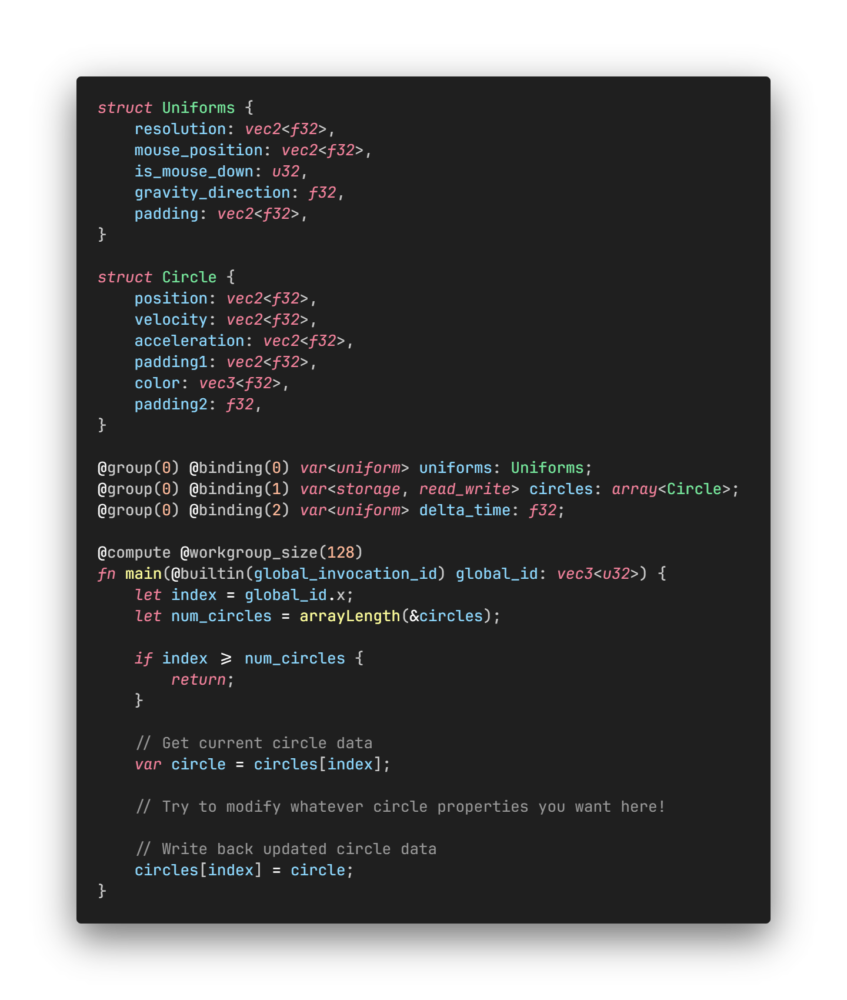 struct Uniforms {
    resolution: vec2<f32>,
    mouse_position: vec2<f32>,
    is_mouse_down: u32,
    gravity_direction: f32,
    padding: vec2<f32>,
}

struct Circle {
    position: vec2<f32>,
    velocity: vec2<f32>,
    acceleration: vec2<f32>,
    padding1: vec2<f32>,
    color: vec3<f32>,
    padding2: f32,
}

@group(0) @binding(0) var<uniform> uniforms: Uniforms;
@group(0) @binding(1) var<storage, read_write> circles: array<Circle>;
@group(0) @binding(2) var<uniform> delta_time: f32;

@compute @workgroup_size(128)
fn main(@builtin(global_invocation_id) global_id: vec3<u32>) {
    let index = global_id.x;
    let num_circles = arrayLength(&circles);

    if index >= num_circles {
        return;
    }

    // Get current circle data
    var circle = circles[index];

    // Try to modify whatever circle properties you want here!

    // Write back updated circle data
    circles[index] = circle;
}